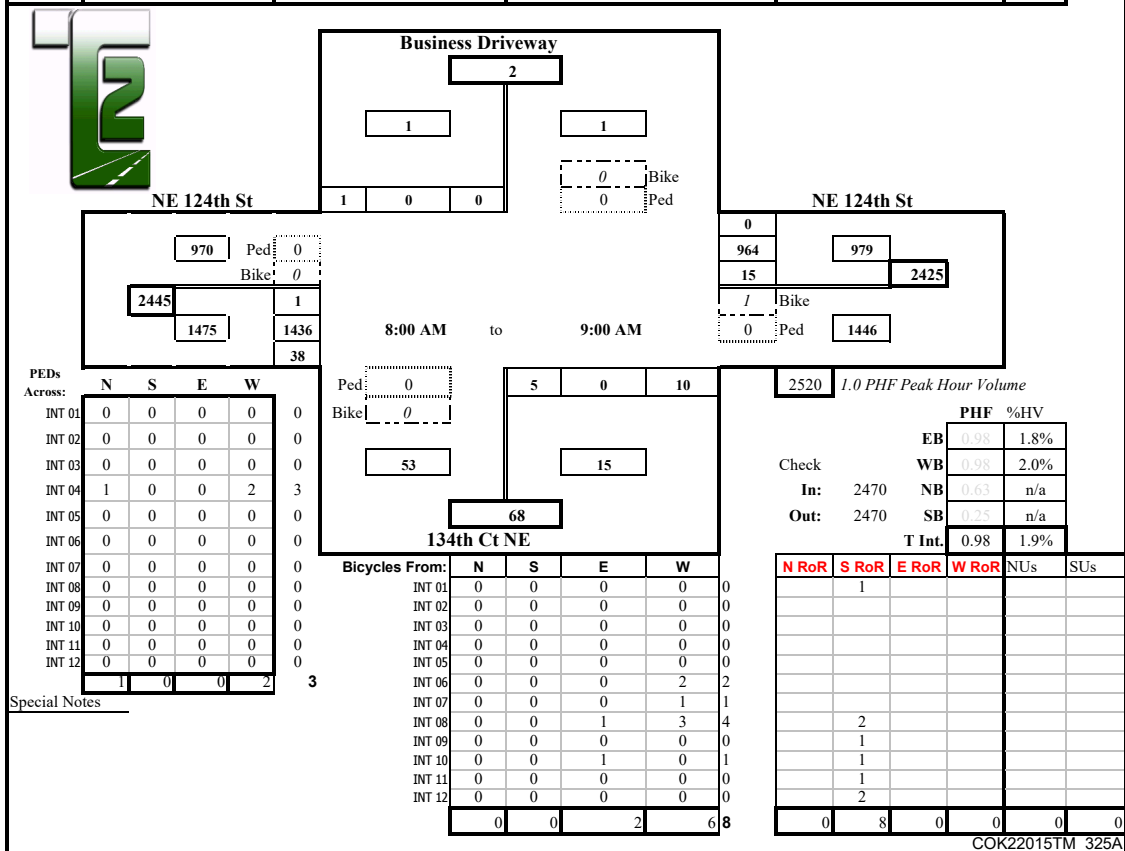 T2
Business Driveway
2
1 1
0 Bike
NE 124th St 1 0 0 0 Ped NE 124th St
0
970 Ped 0 964 979
Bike 0 15 2425
2445 1 1 Bike
1475 1436 8:00 AM to 9:00 AM 0 Ped 1446
38
PEDs
Across: N S E W Ped 0 5 0 10 2520 1.0 PHF Peak Hour Volume
INT 01 0 0 0 0 0 Bike 0 PHF %HV
INT 02 0 0 0 0 0 EB 0.98 1.8%
INT 03 0 0 0 0 0 53 15 Check WB 0.98 2.0%
INT 04 1 0 0 2 3 In: 2470 NB 0.63 n/a
INT 05 0 0 0 0 0 68 Out: 2470 SB 0.25 n/a
INT 06 0 0 0 0 0 134th Ct NE T Int. 0.98 1.9%
INT 07 0 0 0 0 0 Bicycles From: N S E W N RoR S RoR E RoR W RoR NUs SUs
INT 08 0 0 0 0 0 INT 01 0 0 0 0 0 1
INT 09 0 0 0 0 0 INT 02 0 0 0 0 0
INT 10 0 0 0 0 0 INT 03 0 0 0 0 0
INT 11 0 0 0 0 0 INT 04 0 0 0 0 0
INT 12 0 0 0 0 0 INT 05 0 0 0 0 0
1 0 0 2 3 INT 06 0 0 0 2 2
Special Notes INT 07 0 0 0 1 1
INT 08 0 0 1 3 4 2
INT 09 0 0 0 0 0 1
INT 10 0 0 1 0 1 1
INT 11 0 0 0 0 0 1
INT 12 0 0 0 0 0 2
0 0 2 6 8 0 8 0 0 0 0
COK22015TM_325A